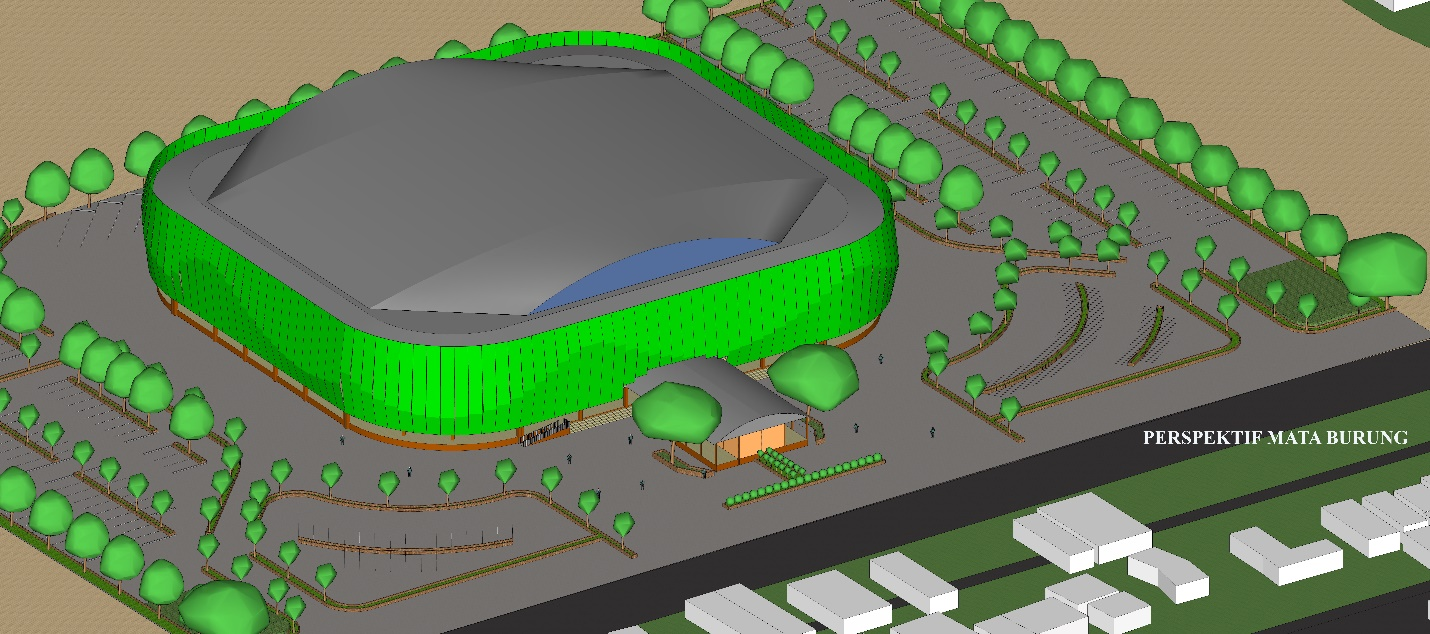 PERSPEKTIF MATA BURUNG